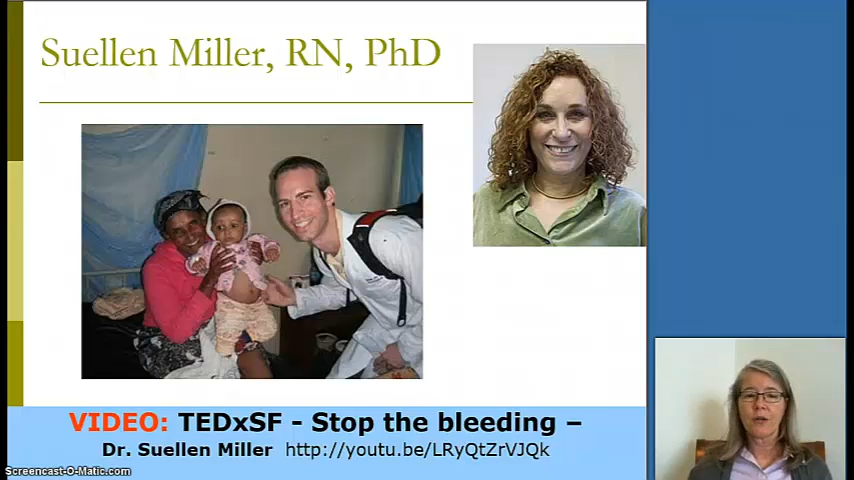 Suellen Miller, RN, PhD
VIDEO: TEDxSF - Stop the bleeding –
Dr. Suellen Miller http://youtu.be/LRyQtZrVJQk
Screencast-O-Matic.com